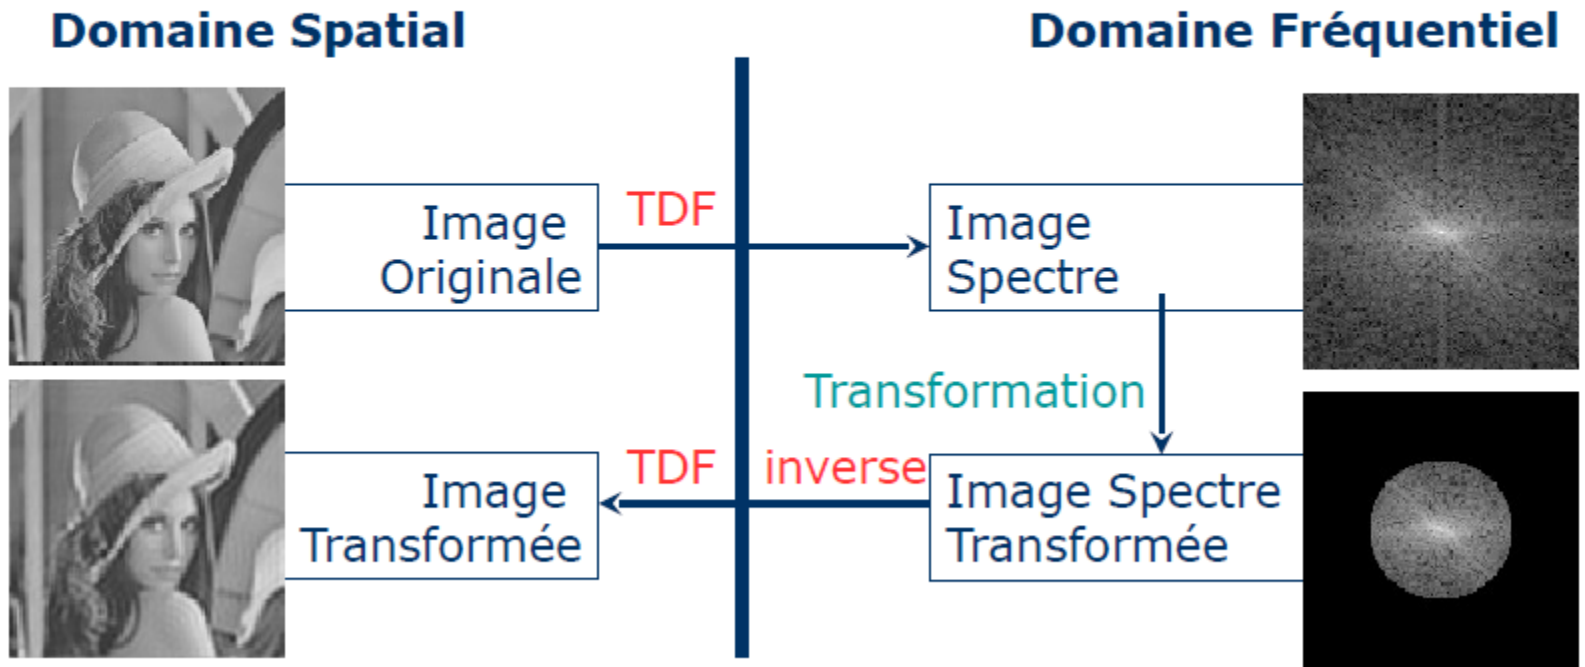 Domaine Spatial
Domaine Fréquentiel
Image
Originale
TDF
Image
Spectre
Transformation
Image
Transformée
TDF inverse
Image Spectre
Transformée